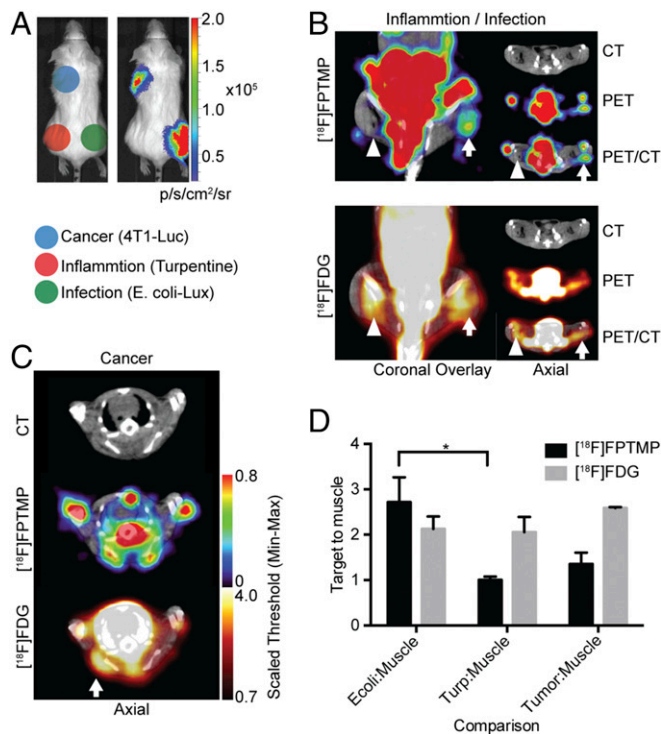 A
2.0
1.5
x10⁵
1.0
0.5
p/s/cm²/sr
Cancer (4T1-Luc)
Inflammtion (Turpentine)
Infection (E. coli-Lux)
B
Inflammtion / Infection
[¹⁸F]FPTMP
CT
PET
PET/CT
[¹⁸F]FDG
CT
PET
PET/CT
Coronal Overlay
Axial
C
Cancer
CT
[¹⁸F]FPTMP
[¹⁸F]FDG
0.8
0
4.0
0.7
Scaled Threshold (Min-Max)
Axial
D
[¹⁸F]FPTMP
[¹⁸F]FDG
*
Target to muscle
4
3
2
1
0
Ecoli:Muscle
Turp:Muscle
Tumor:Muscle
Comparison